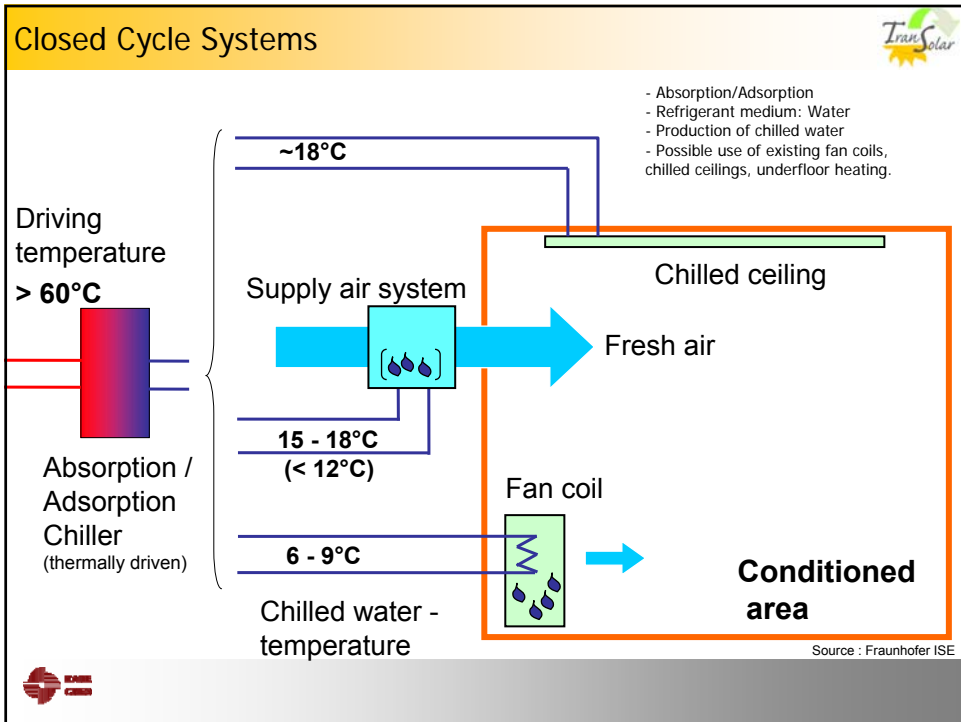 Closed Cycle Systems
Tran Solar
- Absorption/Adsorption
- Refrigerant medium: Water
- Production of chilled water
- Possible use of existing fan coils,
chilled ceilings, underfloor heating.
~18°C
Driving
temperature
> 60°C
Chilled ceiling
Supply air system
Fresh air
15 - 18°C
(< 12°C)
Absorption /
Adsorption
Chiller
(thermally driven)
Fan coil
6 - 9°C
Conditioned
area
Chilled water -
temperature
Source : Fraunhofer ISE